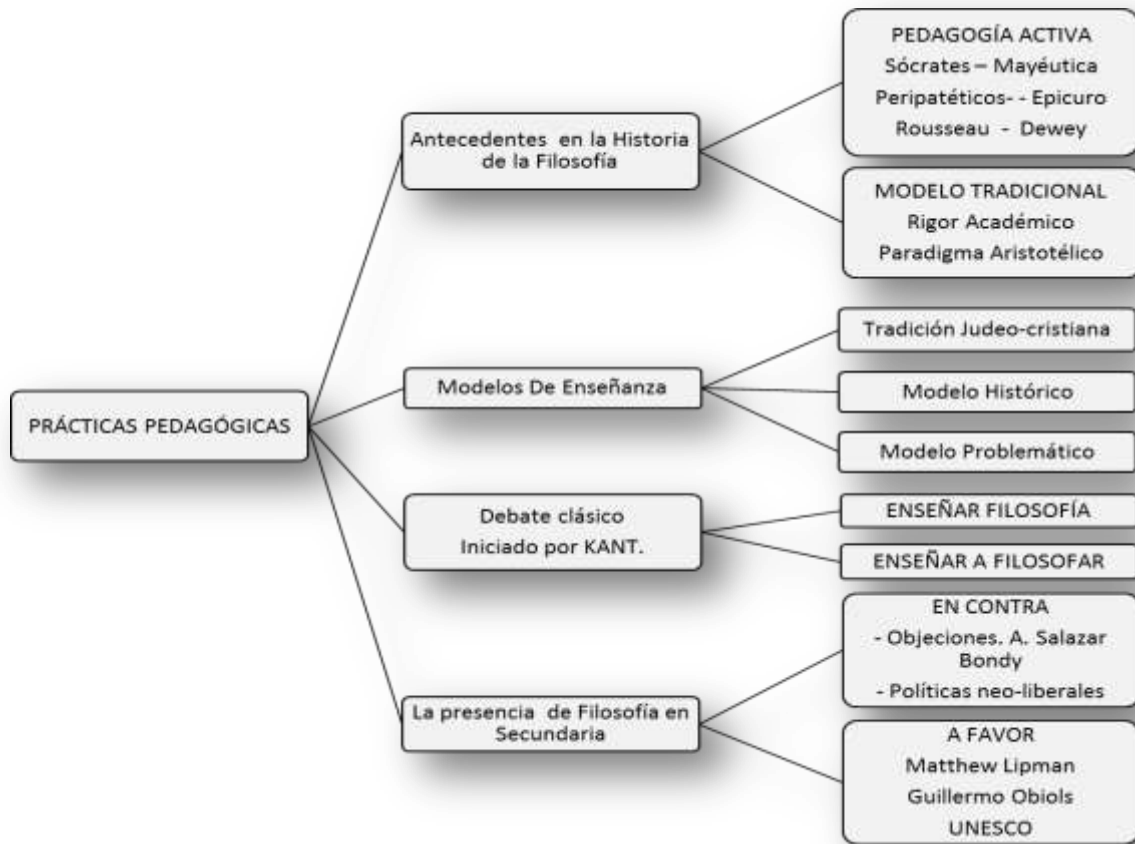 PRÁCTICAS PEDAGÓGICAS
Antecedentes en la Historia
de la Filosofía
PEDAGOGÍA ACTIVA
Sócrates – Mayéutica
Peripatéticos- - Epicuro
Rousseau - Dewey
MODELO TRADICIONAL
Rigor Académico
Paradigma Aristotélico
Modelos De Enseñanza
Tradición Judeo-cristiana
Modelo Histórico
Modelo Problemático
Debate clásico
Iniciado por KANT.
ENSEÑAR FILOSOFÍA
ENSEÑAR A FILOSOFAR
La presencia de Filosofía en
Secundaria
EN CONTRA
- Objeciones. A. Salazar
Bondy
- Políticas neo-liberales
A FAVOR
Matthew Lipman
Guillermo Obiols
UNESCO